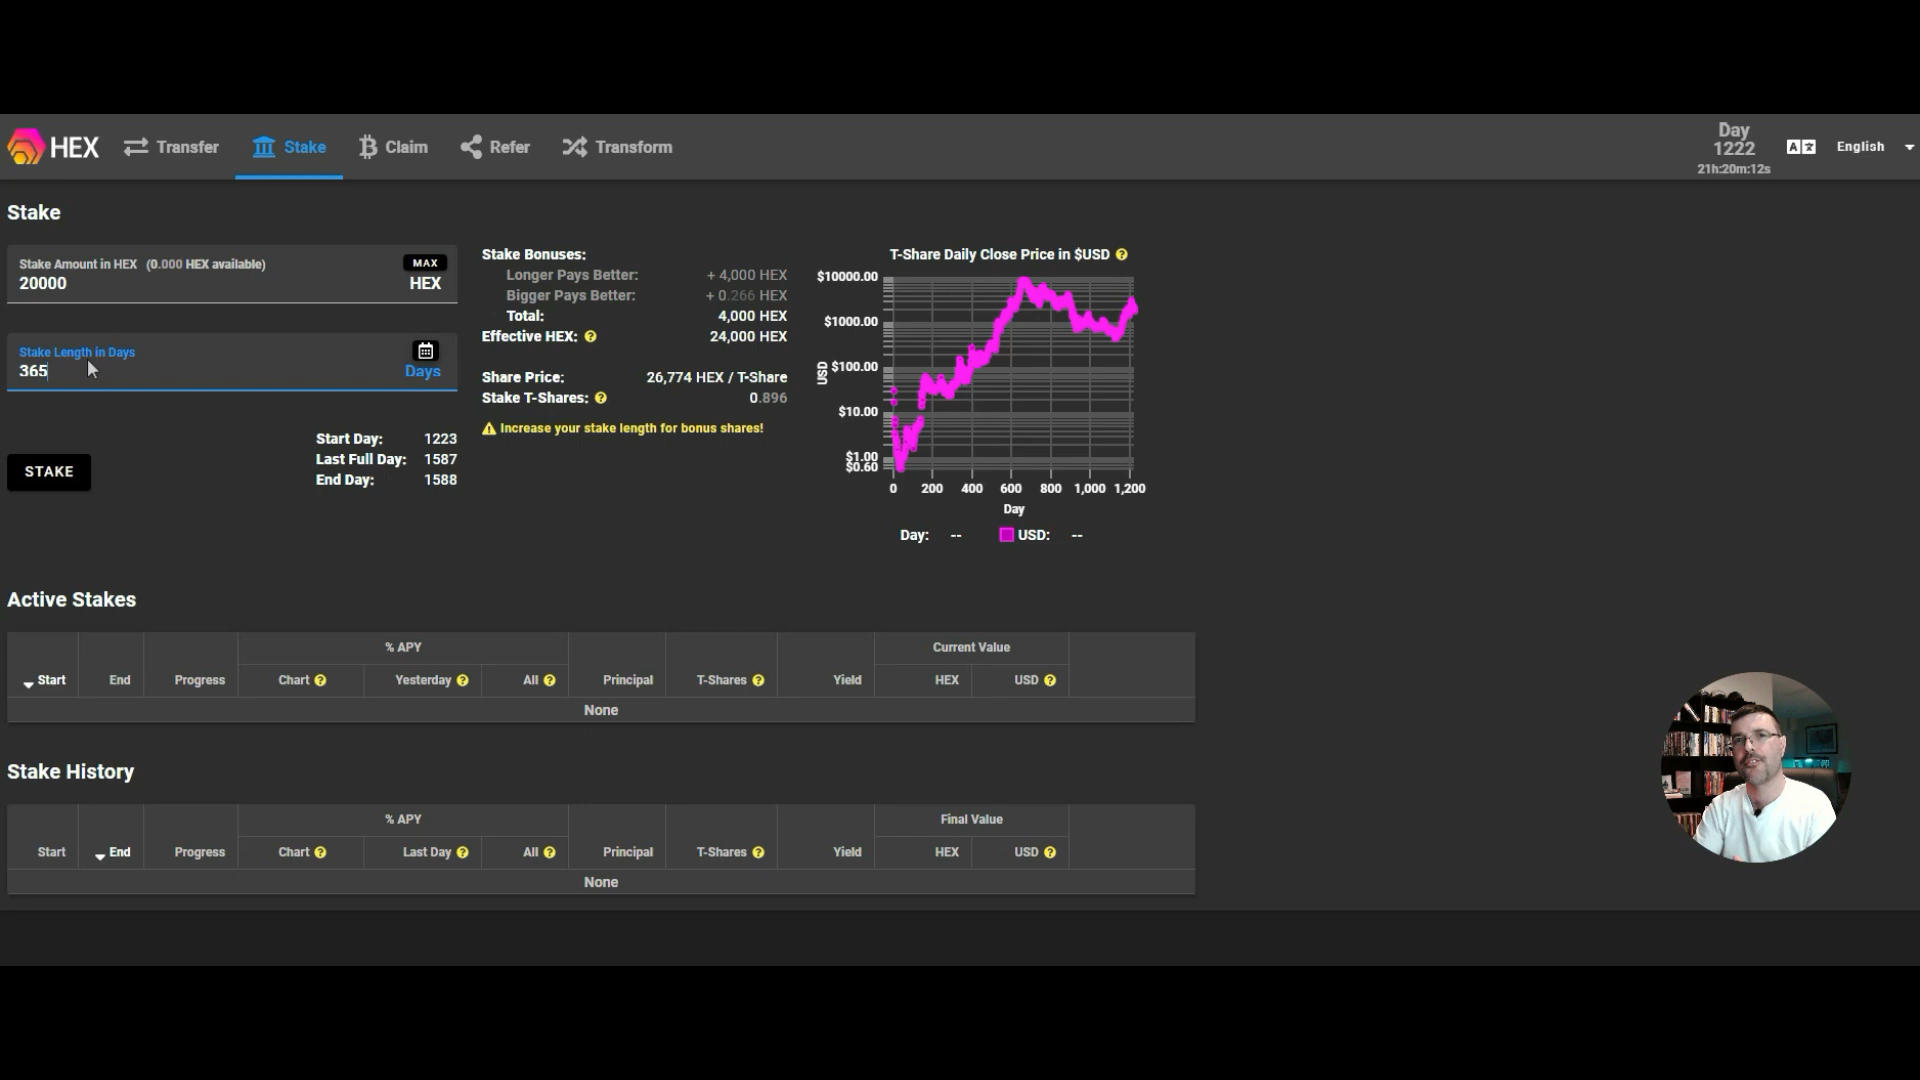 HEX Transfer Stake Claim Refer Transform
Day
1222
21h:20m:12s
English
Stake
Stake Amount in HEX (0.000 HEX available) MAX
20000 HEX
Stake Length in Days
365 Days
STAKE
Start Day: 1223
Last Full Day: 1587
End Day: 1588
Stake Bonuses:
Longer Pays Better: + 4,000 HEX
Bigger Pays Better: + 0.266 HEX
Total: 4,000 HEX
Effective HEX: ? 24,000 HEX
Share Price: 26,774 HEX / T-Share
Stake T-Shares: ? 0.896
Increase your stake length for bonus shares!
T-Share Daily Close Price in $USD ?
$10000.00
$1000.00
$100.00
$10.00
$1.00
$0.60
USD
0 200 400 600 800 1,000 1,200
Day
Day: -- USD: --
Active Stakes
% APY Current Value
Start End Progress Chart ? Yesterday ? All ? Principal T-Shares ? Yield HEX USD ?
None
Stake History
% APY Final Value
Start End Progress Chart ? Last Day ? All ? Principal T-Shares ? Yield HEX USD ?
None